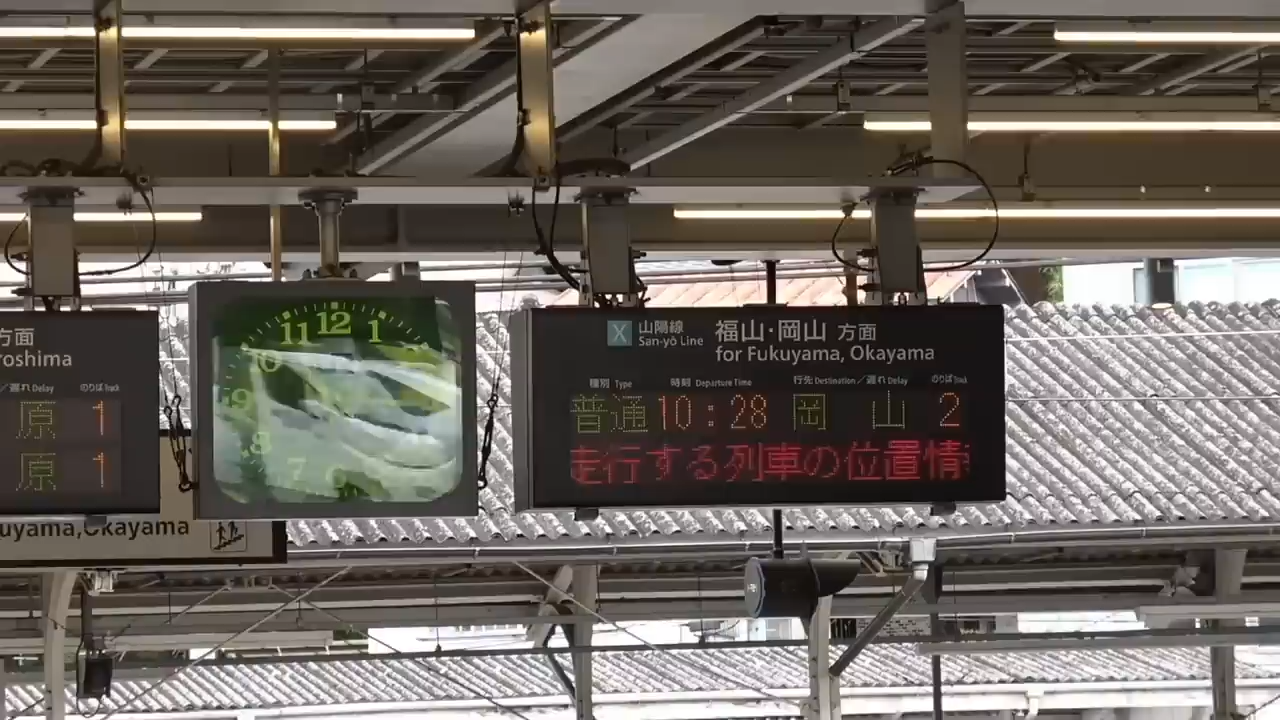 方面
roshima
／遅れ Delay のりば Track
原 1
原 1
uyama,Okayama
11 12 1
10
9
8
7
X 山陽線 福山・岡山 方面
San-yō Line for Fukuyama, Okayama
種別 Type 時刻 Departure Time 行先 Destination ／遅れ Delay のりば Track
普通 10:28 岡山 2
走行する列車の位置情